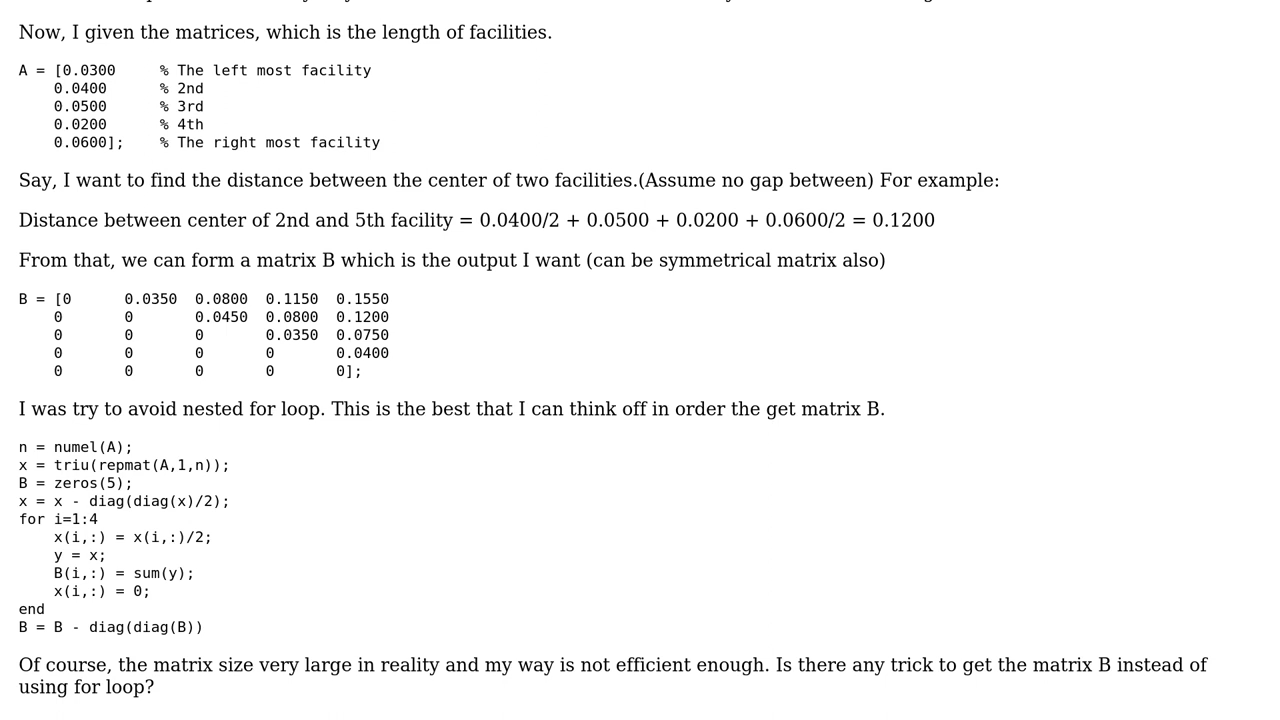 Now, I given the matrices, which is the length of facilities.
A = [0.0300     % The left most facility
    0.0400      % 2nd
    0.0500      % 3rd
    0.0200      % 4th
    0.0600];    % The right most facility
Say, I want to find the distance between the center of two facilities.(Assume no gap between) For example:
Distance between center of 2nd and 5th facility = 0.0400/2 + 0.0500 + 0.0200 + 0.0600/2 = 0.1200
From that, we can form a matrix B which is the output I want (can be symmetrical matrix also)
B = [0      0.0350  0.0800  0.1150  0.1550
    0       0       0.0450  0.0800  0.1200
    0       0       0       0.0350  0.0750
    0       0       0       0       0.0400
    0       0       0       0       0];
I was try to avoid nested for loop. This is the best that I can think off in order the get matrix B.
n = numel(A);
x = triu(repmat(A,1,n));
B = zeros(5);
x = x - diag(diag(x)/2);
for i=1:4
    x(i,:) = x(i,:)/2;
    y = x;
    B(i,:) = sum(y);
    x(i,:) = 0;
end
B = B - diag(diag(B))
Of course, the matrix size very large in reality and my way is not efficient enough. Is there any trick to get the matrix B instead of
using for loop?